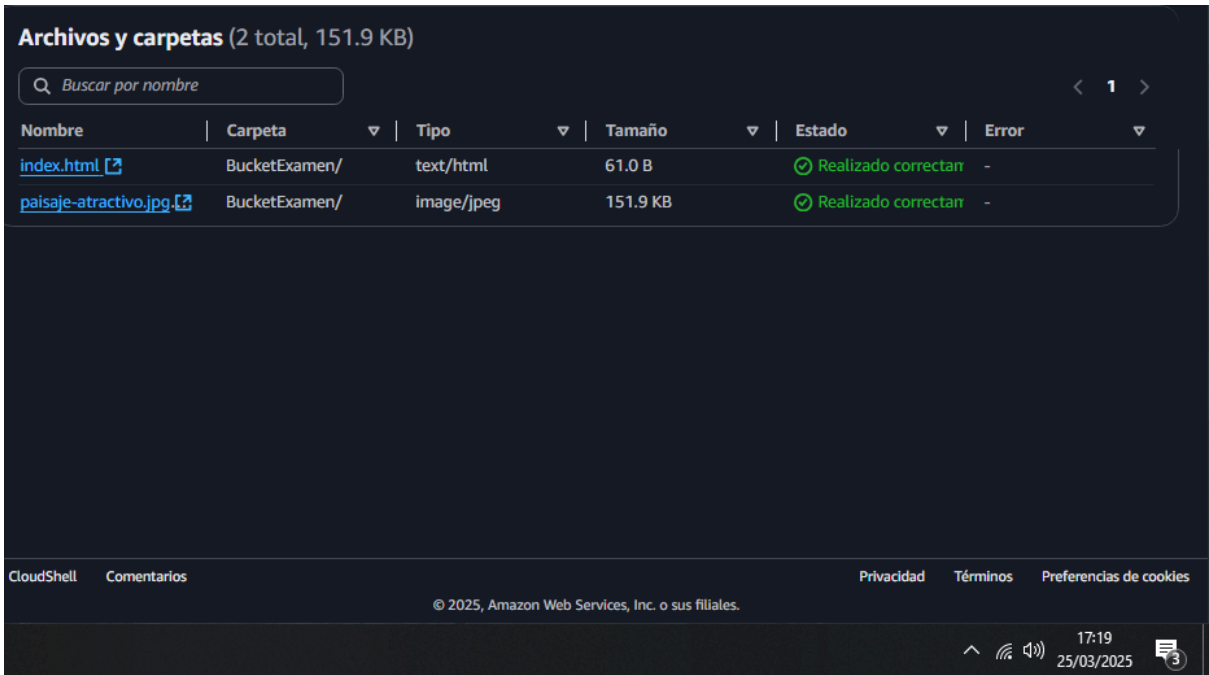 Archivos y carpetas (2 total, 151.9 KB)
Buscar por nombre
1
Nombre Carpeta Tipo Tamaño Estado Error
index.html BucketExamen/ text/html 61.0 B Realizado correctam -
paisaje-atractivo.jpg. BucketExamen/ image/jpeg 151.9 KB Realizado correctam -
CloudShell Comentarios Privacidad Términos Preferencias de cookies
© 2025, Amazon Web Services, Inc. o sus filiales.
17:19
25/03/2025
3